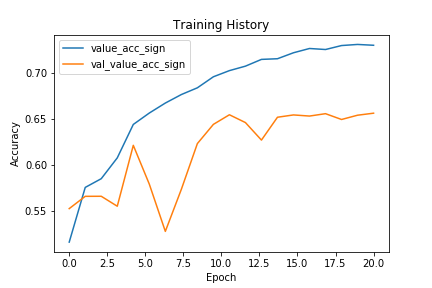 Training History
value_acc_sign
val_value_acc_sign
0.70
0.65
0.60
0.55
Accuracy
0.0 2.5 5.0 7.5 10.0 12.5 15.0 17.5 20.0
Epoch